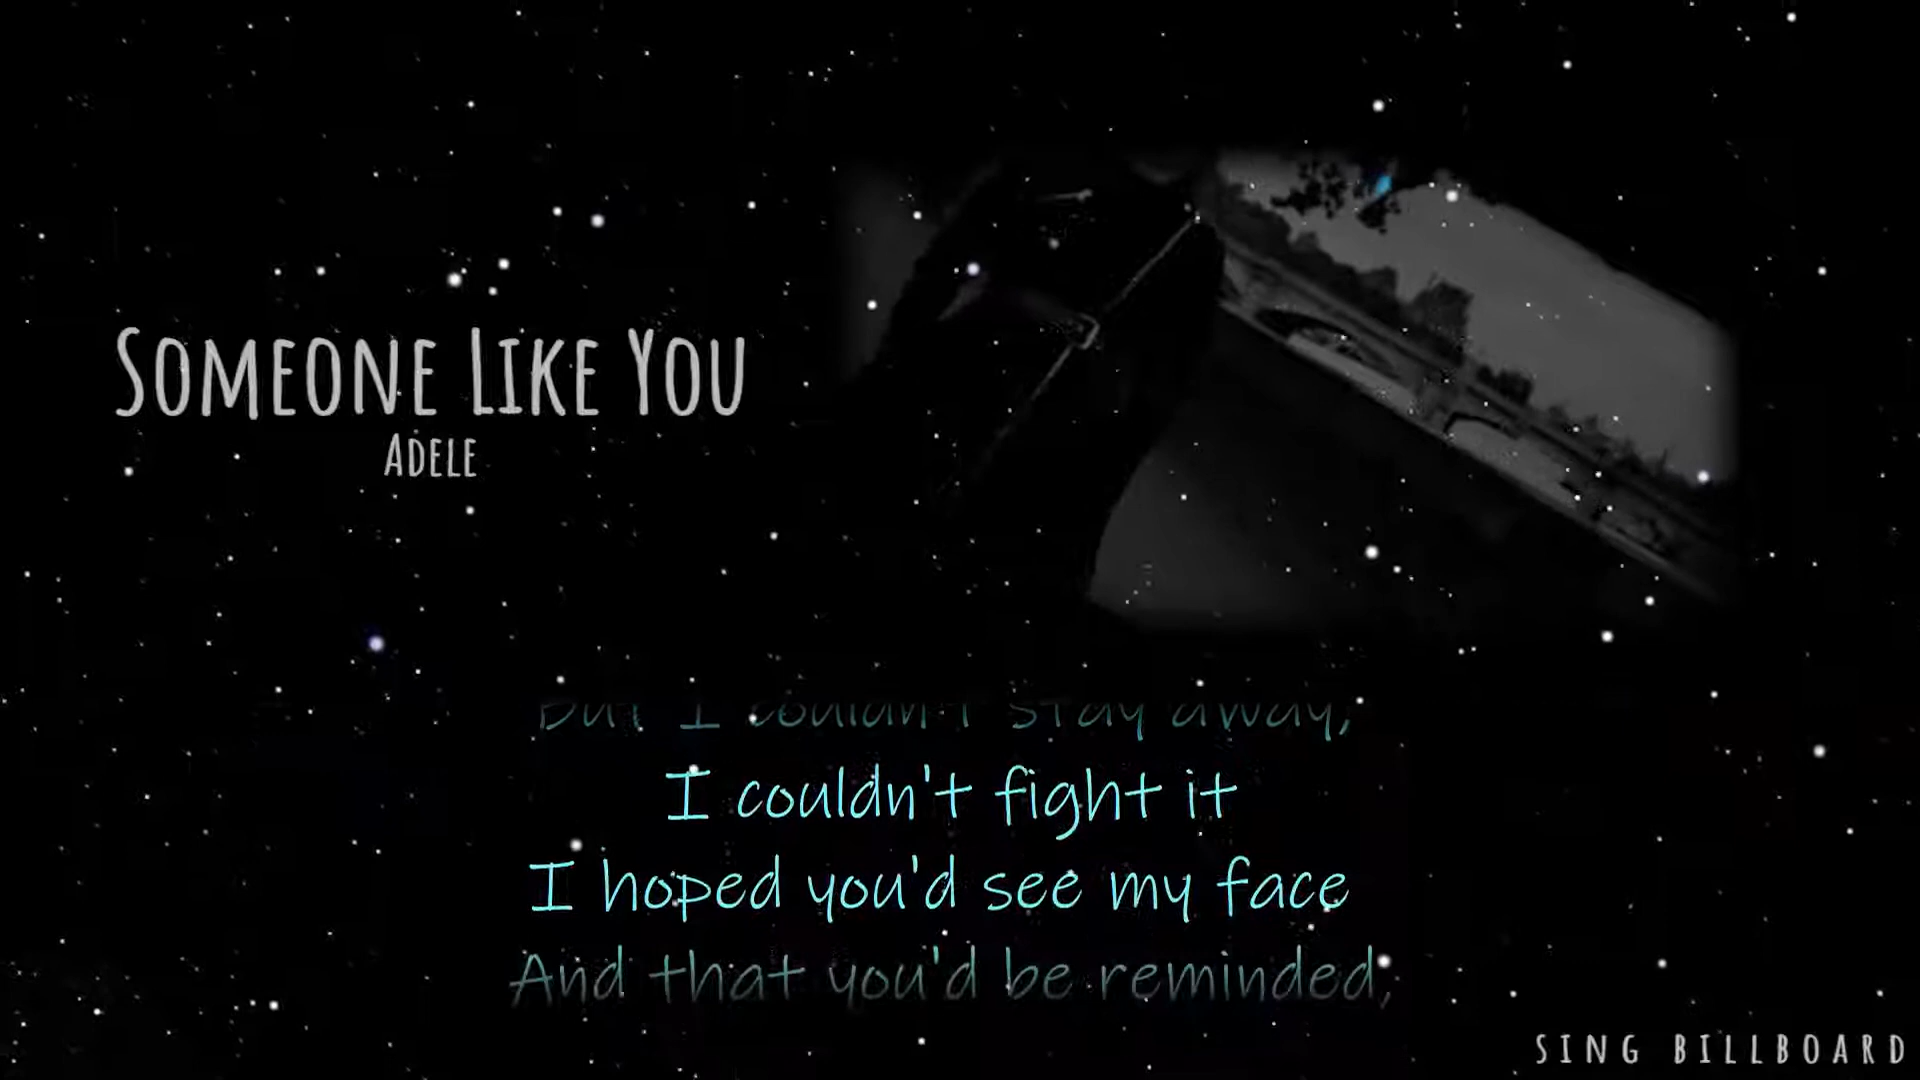 Someone Like You
Adele
But I couldn't stay away,
I couldn't fight it
I hoped you'd see my face
And that you'd be reminded,
SING BILLBOARD